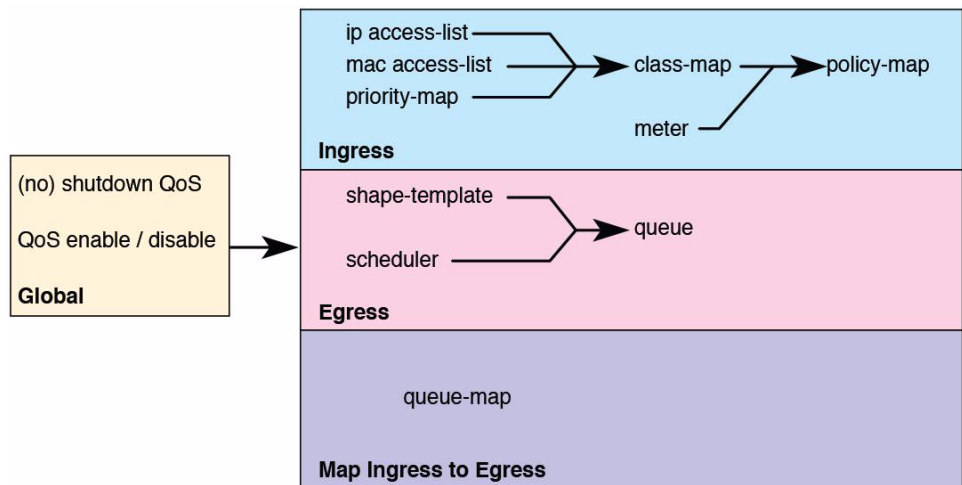 (no) shutdown QoS
QoS enable / disable
Global
ip access-list
mac access-list
priority-map
class-map
policy-map
meter
Ingress
shape-template
scheduler
queue
Egress
queue-map
Map Ingress to Egress